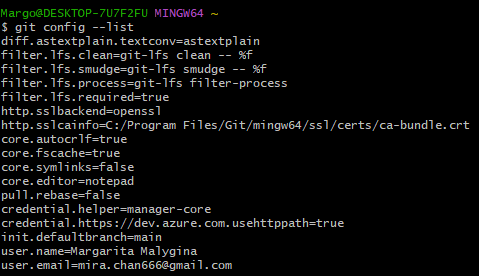 Margo@DESKTOP-7U7F2FU MINGW64 ~
$ git config --list
diff.astextplain.textconv=astextplain
filter.lfs.clean=git-lfs clean -- %f
filter.lfs.smudge=git-lfs smudge -- %f
filter.lfs.process=git-lfs filter-process
filter.lfs.required=true
http.sslbackend=openssl
http.sslcainfo=C:/Program Files/Git/mingw64/ssl/certs/ca-bundle.crt
core.autocrlf=true
core.fscache=true
core.symlinks=false
core.editor=notepad
pull.rebase=false
credential.helper=manager-core
credential.https://dev.azure.com.usehttppath=true
init.defaultbranch=main
user.name=Margarita Malygina
user.email=mira.chan666@gmail.com